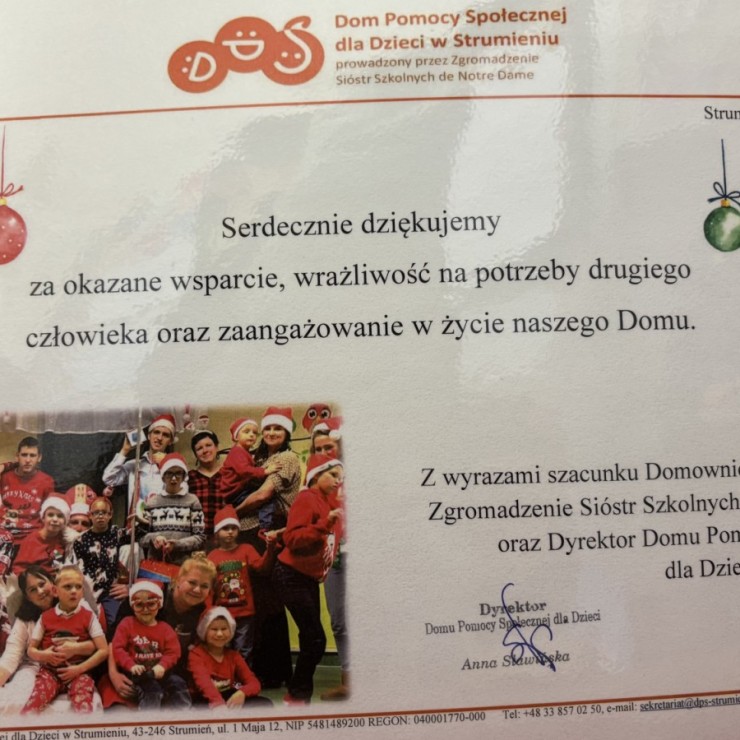 DPS
Dom Pomocy Społecznej
dla Dzieci w Strumieniu
prowadzony przez Zgromadzenie
Sióstr Szkolnych de Notre Dame
Serdecznie dziękujemy
za okazane wsparcie, wrażliwość na potrzeby drugiego
człowieka oraz zaangażowanie w życie naszego Domu.
Z wyrazami szacunku
Zgromadzenie Sióstr Szkolnych
oraz Dyrektor Domu
dla
Dyrektor
Domu Pomocy Społecznej dla Dzieci
Anna
dla Dzieci w Strumieniu, 43-246 Strumień, ul. 1 Maja 12, NIP 5481489200 REGON: 040001770-000 Tel: +48 33 857 02 50, e-mail: